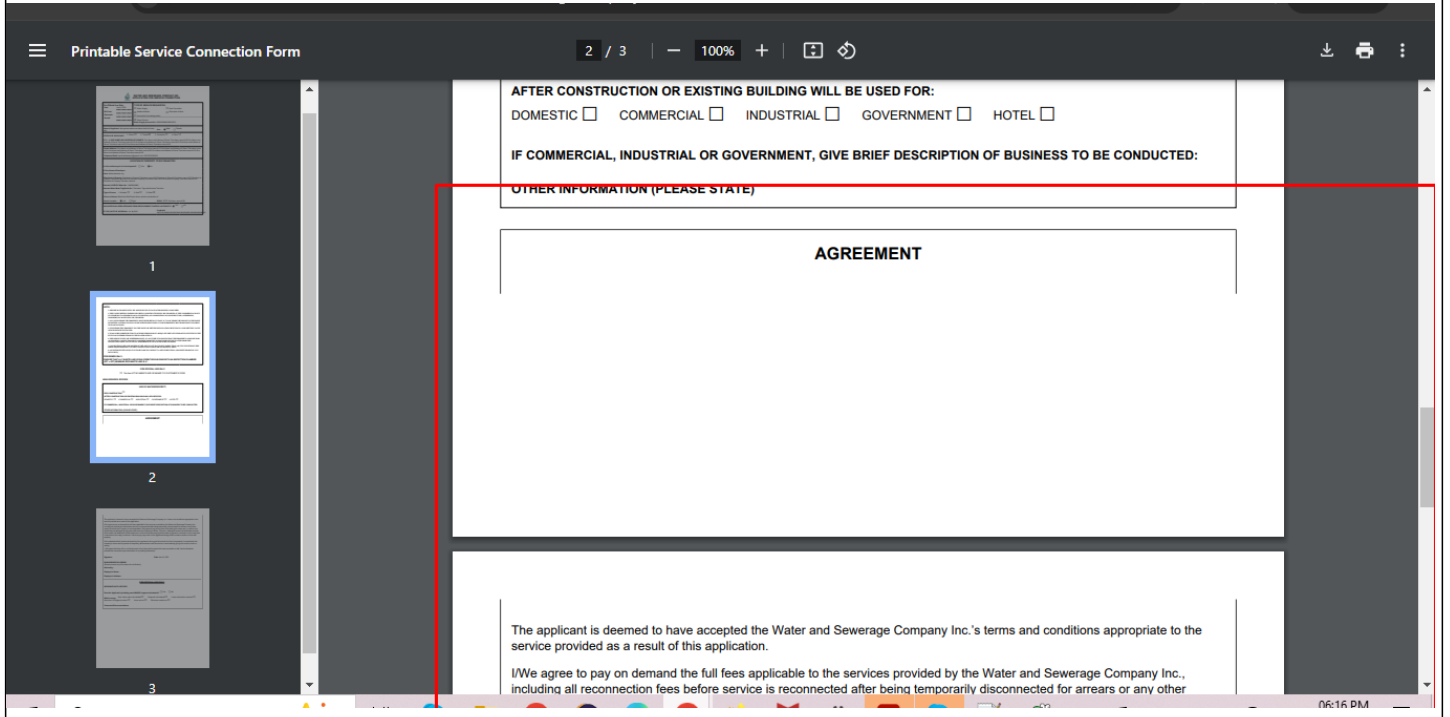 Printable Service Connection Form
2 / 3
100%
AFTER CONSTRUCTION OR EXISTING BUILDING WILL BE USED FOR:
DOMESTIC ☐ COMMERCIAL ☐ INDUSTRIAL ☐ GOVERNMENT ☐ HOTEL ☐
IF COMMERCIAL, INDUSTRIAL OR GOVERNMENT, GIVE BRIEF DESCRIPTION OF BUSINESS TO BE CONDUCTED:
OTHER INFORMATION (PLEASE STATE)
AGREEMENT
1
2
3
The applicant is deemed to have accepted the Water and Sewerage Company Inc.'s terms and conditions appropriate to the
service provided as a result of this application.
I/We agree to pay on demand the full fees applicable to the services provided by the Water and Sewerage Company Inc.,
including all reconnection fees before service is reconnected after being temporarily disconnected for arrears or any other
06:16 PM